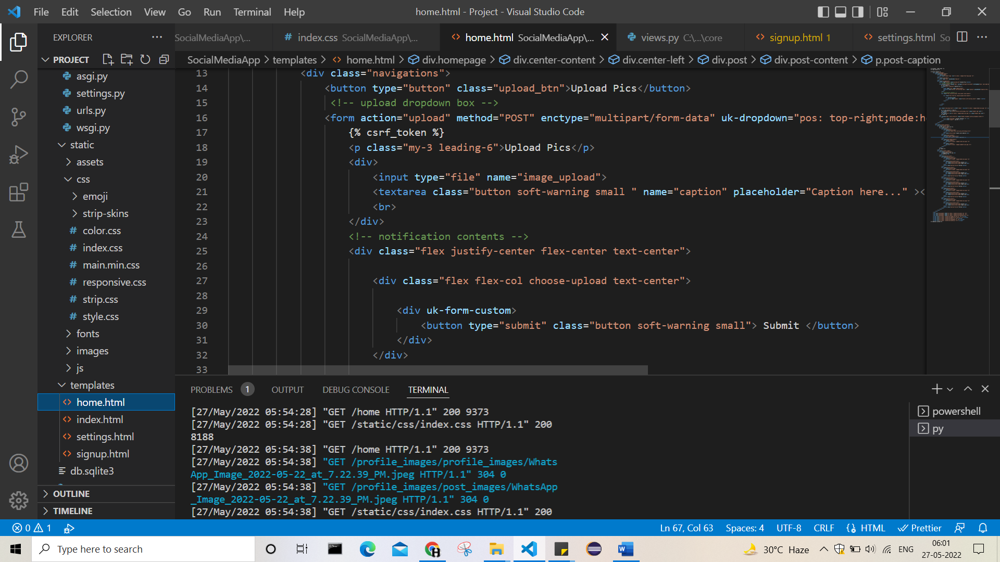 File Edit Selection View Go Run Terminal Help
home.html - Project - Visual Studio Code
EXPLORER
SocialMediaApp\...
index.css SocialMediaApp\...
home.html SocialMediaApp\...
views.py C:\...\core
signup.html 1
settings.html So
PROJECT
SocialMediaApp > templates > home.html > div.homepage > div.center-content > div.center-left > div.post > div.post-content > p.post-caption
asgi.py
settings.py
urls.py
wsgi.py
static
assets
css
emoji
strip-skins
color.css
index.css
main.min.css
responsive.css
strip.css
style.css
fonts
images
js
templates
home.html
index.html
settings.html
signup.html
db.sqlite3
OUTLINE
TIMELINE
13 <div class="navigations">
14 <button type="button" class="upload_btn">Upload Pics</button>
15 <!-- upload dropdown box -->
16 <form action="upload" method="POST" enctype="multipart/form-data" uk-dropdown="pos: top-right;mode:h
17 {% csrf_token %}
18 <p class="my-3 leading-6">Upload Pics</p>
19 <div>
20 <input type="file" name="image_upload">
21 <textarea class="button soft-warning small " name="caption" placeholder="Caption here..." ><
22 <br>
23 </div>
24 <!-- notification contents -->
25 <div class="flex justify-center flex-center text-center">
26
27 <div class="flex flex-col choose-upload text-center">
28
29 <div uk-form-custom>
30 <button type="submit" class="button soft-warning small"> Submit </button>
31 </div>
32 </div>
33
PROBLEMS 1 OUTPUT DEBUG CONSOLE TERMINAL
[27/May/2022 05:54:28] "GET /home HTTP/1.1" 200 9373
[27/May/2022 05:54:28] "GET /static/css/index.css HTTP/1.1" 200
8188
[27/May/2022 05:54:38] "GET /home HTTP/1.1" 200 9373
[27/May/2022 05:54:38] "GET /profile_images/profile_images/Whats
App_Image_2022-05-22_at_7.22.39_PM.jpeg HTTP/1.1" 304 0
[27/May/2022 05:54:38] "GET /profile_images/post_images/WhatsApp
_Image_2022-05-22_at_7.22.39_PM.jpeg HTTP/1.1" 304 0
[27/May/2022 05:54:38] "GET /static/css/index.css HTTP/1.1" 200
powershell
py
0 1
Ln 67, Col 63 Spaces: 4 UTF-8 CRLF HTML Prettier
Type here to search
30°C Haze
ENG
06:01
27-05-2022